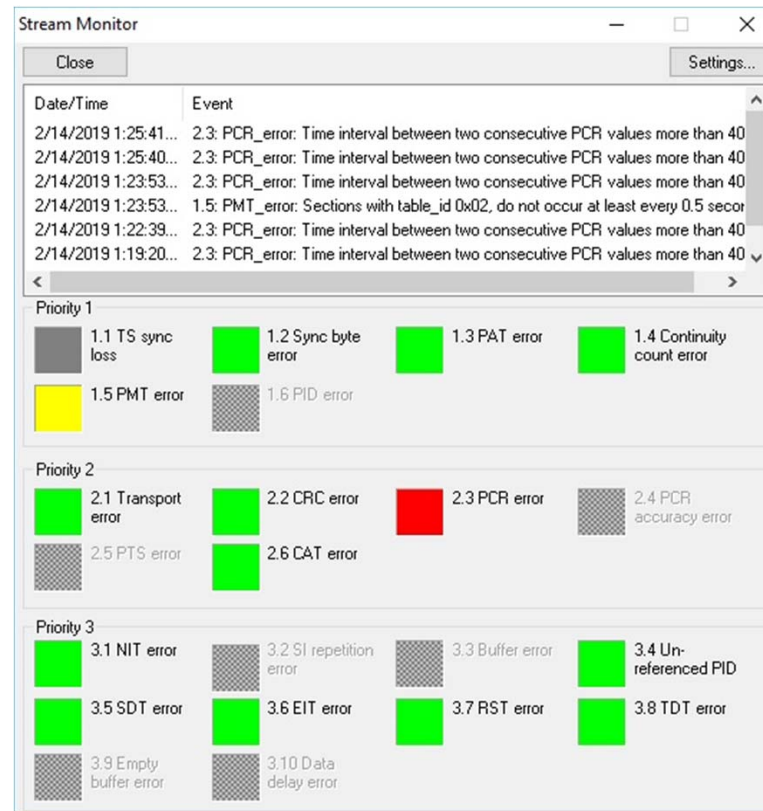 Stream Monitor
Close
Settings...
Date/Time Event
2/14/2019 1:25:41... 2.3: PCR_error: Time interval between two consecutive PCR values more than 40
2/14/2019 1:25:40... 2.3: PCR_error: Time interval between two consecutive PCR values more than 40
2/14/2019 1:23:53... 2.3: PCR_error: Time interval between two consecutive PCR values more than 40
2/14/2019 1:23:53... 1.5: PMT_error: Sections with table_id 0x02, do not occur at least every 0.5 secor
2/14/2019 1:22:39... 2.3: PCR_error: Time interval between two consecutive PCR values more than 40
2/14/2019 1:19:20... 2.3: PCR_error: Time interval between two consecutive PCR values more than 40
Priority 1
1.1 TS sync
loss
1.2 Sync byte
error
1.3 PAT error
1.4 Continuity
count error
1.5 PMT error
1.6 PID error
Priority 2
2.1 Transport
error
2.2 CRC error
2.3 PCR error
2.4 PCR
accuracy error
2.5 PTS error
2.6 CAT error
Priority 3
3.1 NIT error
3.2 SI repetition
error
3.3 Buffer error
3.4 Un-
referenced PID
3.5 SDT error
3.6 EIT error
3.7 RST error
3.8 TDT error
3.9 Empty
buffer error
3.10 Data
delay error